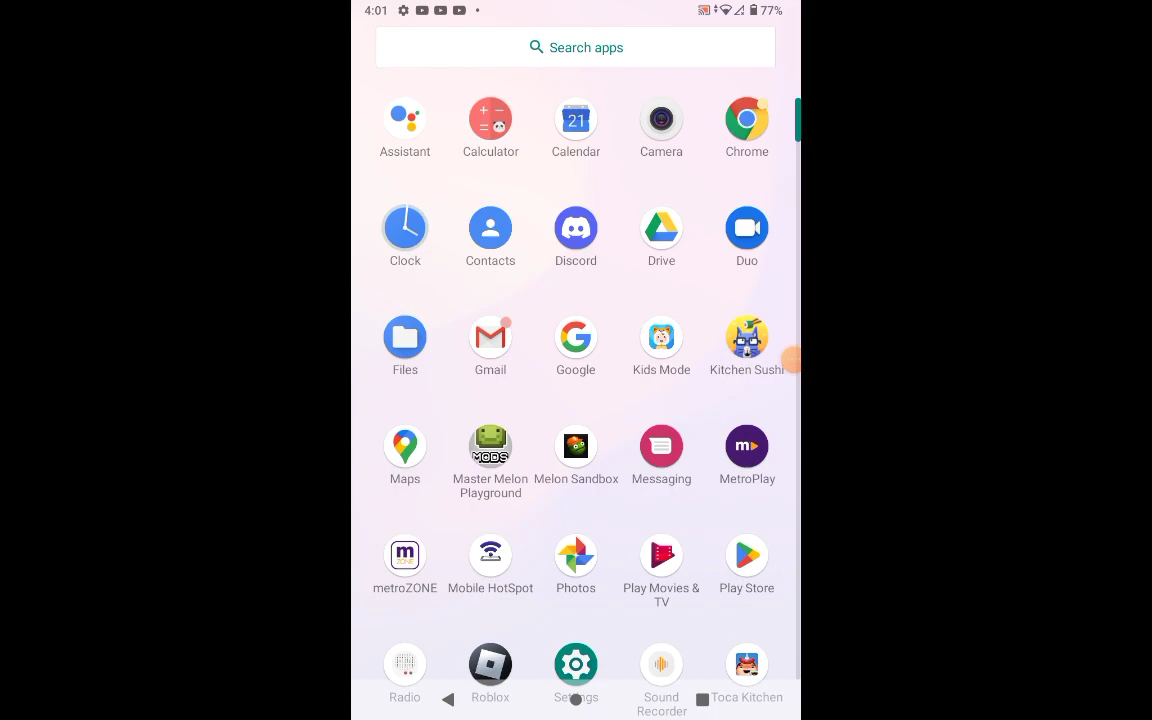 4:01 77%
Search apps
21
Assistant Calculator Calendar Camera Chrome
Clock Contacts Discord Drive Duo
Files Gmail Google Kids Mode Kitchen Sushi
MODS m
Maps Master Melon Melon Sandbox Messaging MetroPlay
Playground
m
ZONE
metroZONE Mobile HotSpot Photos Play Movies & Play Store
TV
Radio Roblox Settings Sound Toca Kitchen
Recorder